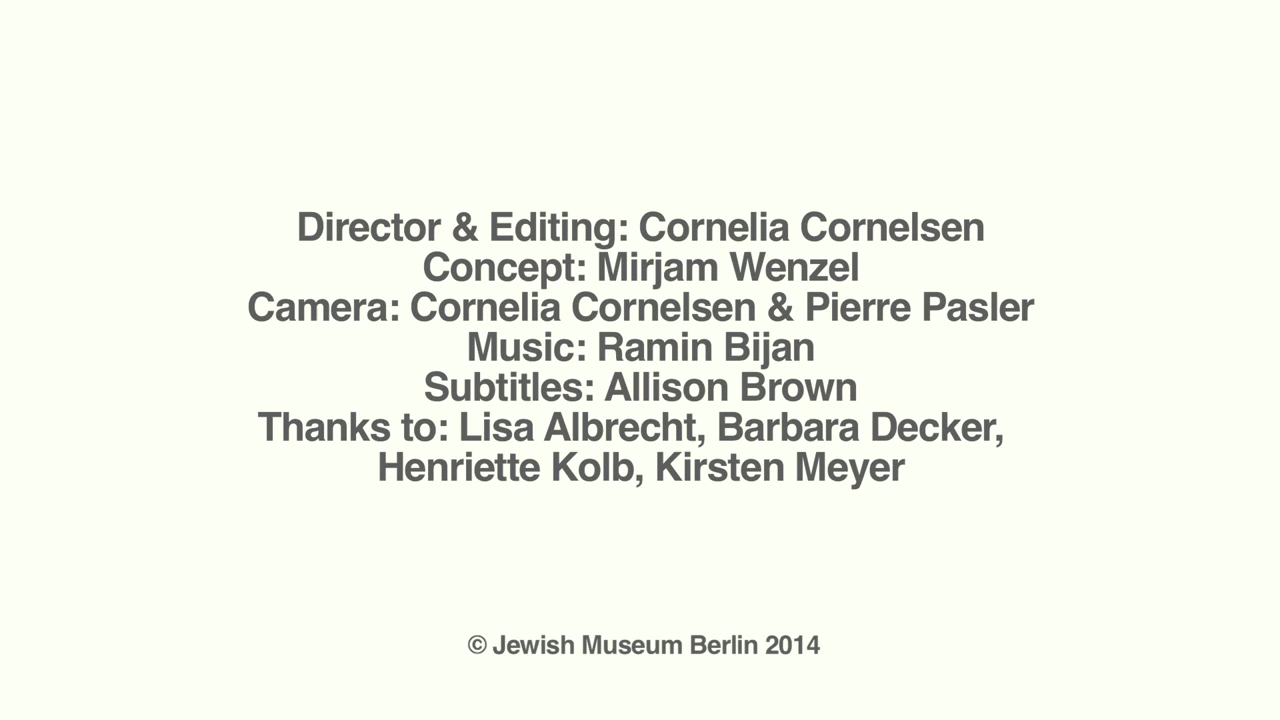 Director & Editing: Cornelia Cornelsen
Concept: Mirjam Wenzel
Camera: Cornelia Cornelsen & Pierre Pasler
Music: Ramin Bijan
Subtitles: Allison Brown
Thanks to: Lisa Albrecht, Barbara Decker,
Henriette Kolb, Kirsten Meyer
© Jewish Museum Berlin 2014